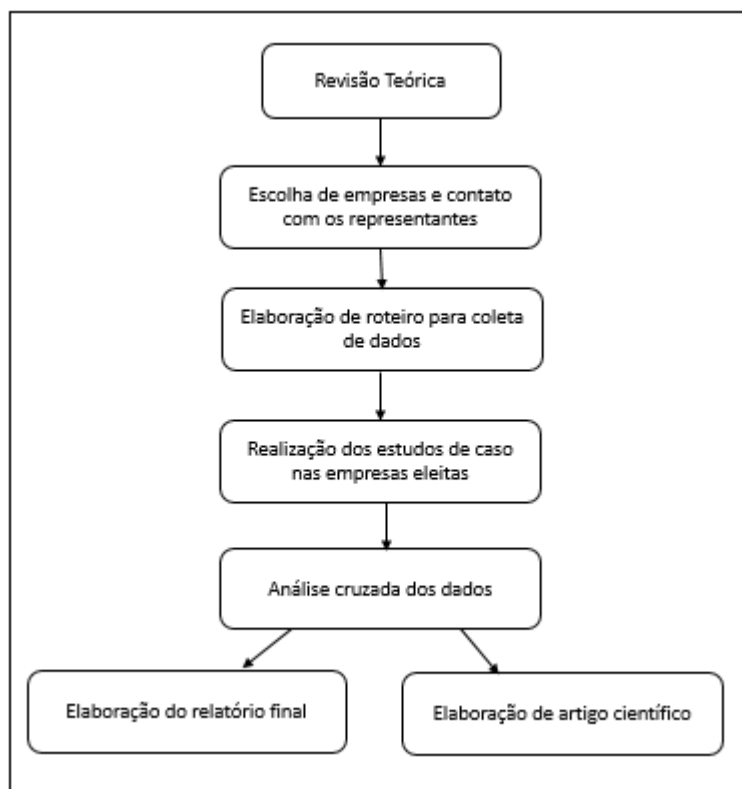 Revisão Teórica
Escolha de empresas e contato
com os representantes
Elaboração de roteiro para coleta
de dados
Realização dos estudos de caso
nas empresas eleitas
Análise cruzada dos dados
Elaboração do relatório final
Elaboração de artigo científico